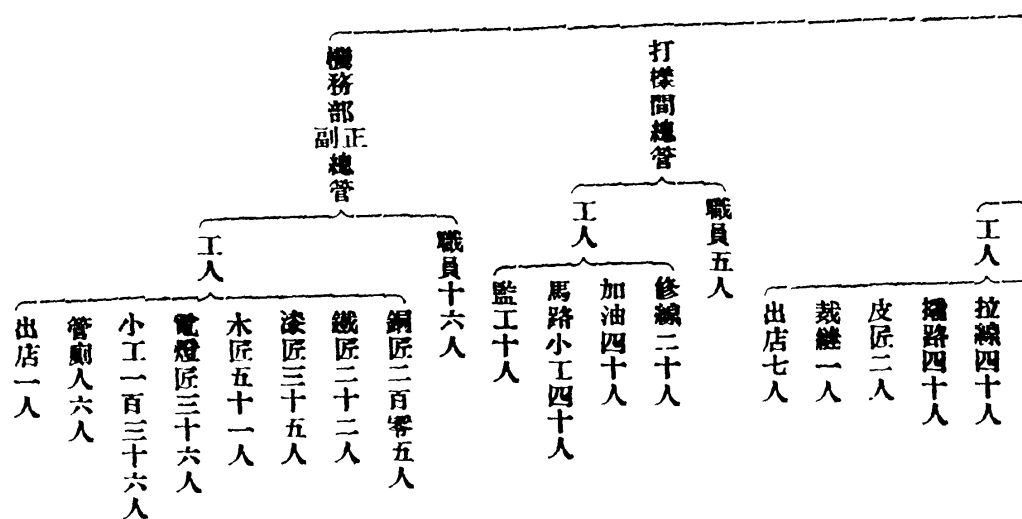 工人
拉線四十人
撬路四十人
皮匠二人
裁縫一人
出店七人
打樣間總管
職員五人
工人
修線二十人
加油四十人
馬路小工四十人
監工十人
機務部正副總管
職員十六人
工人
銅匠二百零五人
鐵匠二十二人
漆匠三十五人
木匠五十一人
電燈匠三十六人
小工一百三十六人
管廁人六人
出店一人